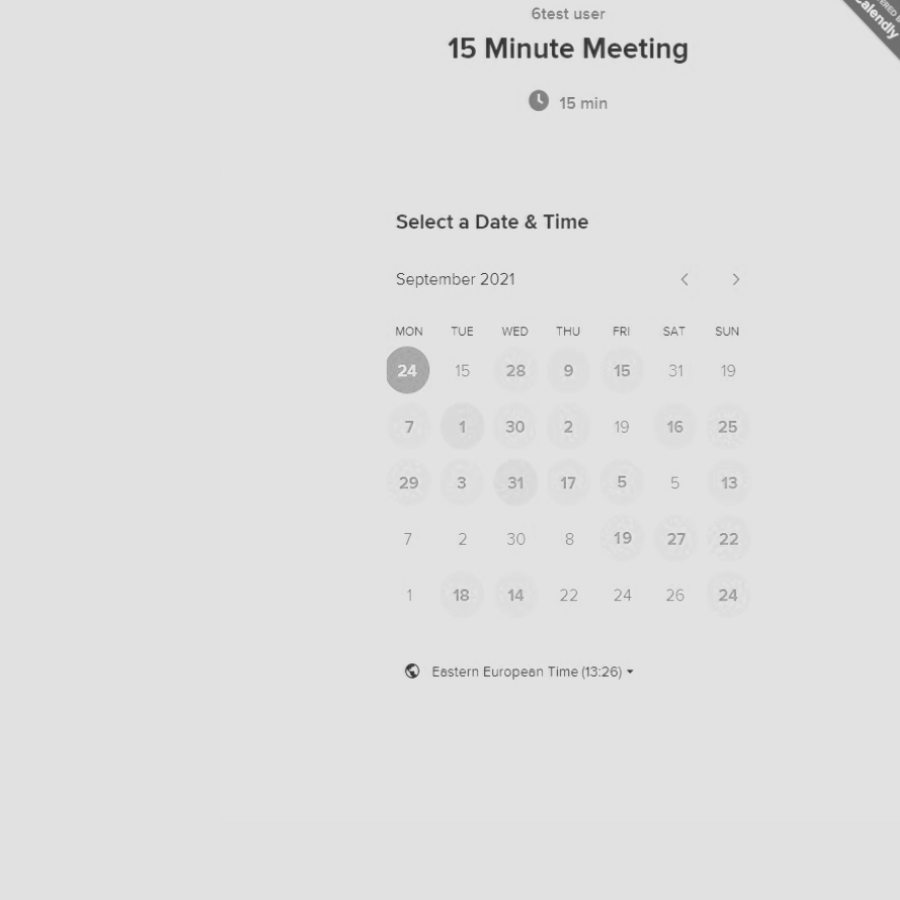 6test user
15 Minute Meeting
15 min
Calendly
Select a Date & Time
September 2021
MON TUE WED THU FRI SAT SUN
24 15 28 9 15 31 19
7 1 30 2 19 16 25
29 3 31 17 5 5 13
7 2 30 8 19 27 22
1 18 14 22 24 26 24
Eastern European Time (13:26)